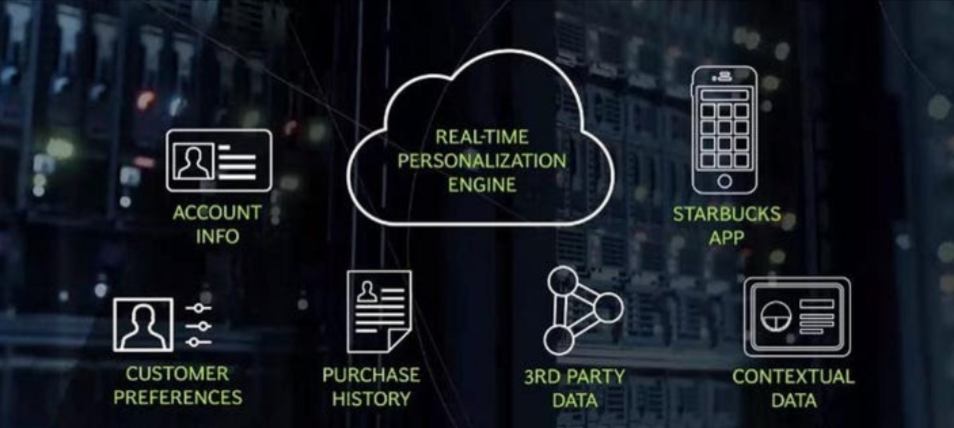 REAL-TIME
PERSONALIZATION
ENGINE
ACCOUNT
INFO
STARBUCKS
APP
CUSTOMER
PREFERENCES
PURCHASE
HISTORY
3RD PARTY
DATA
CONTEXTUAL
DATA